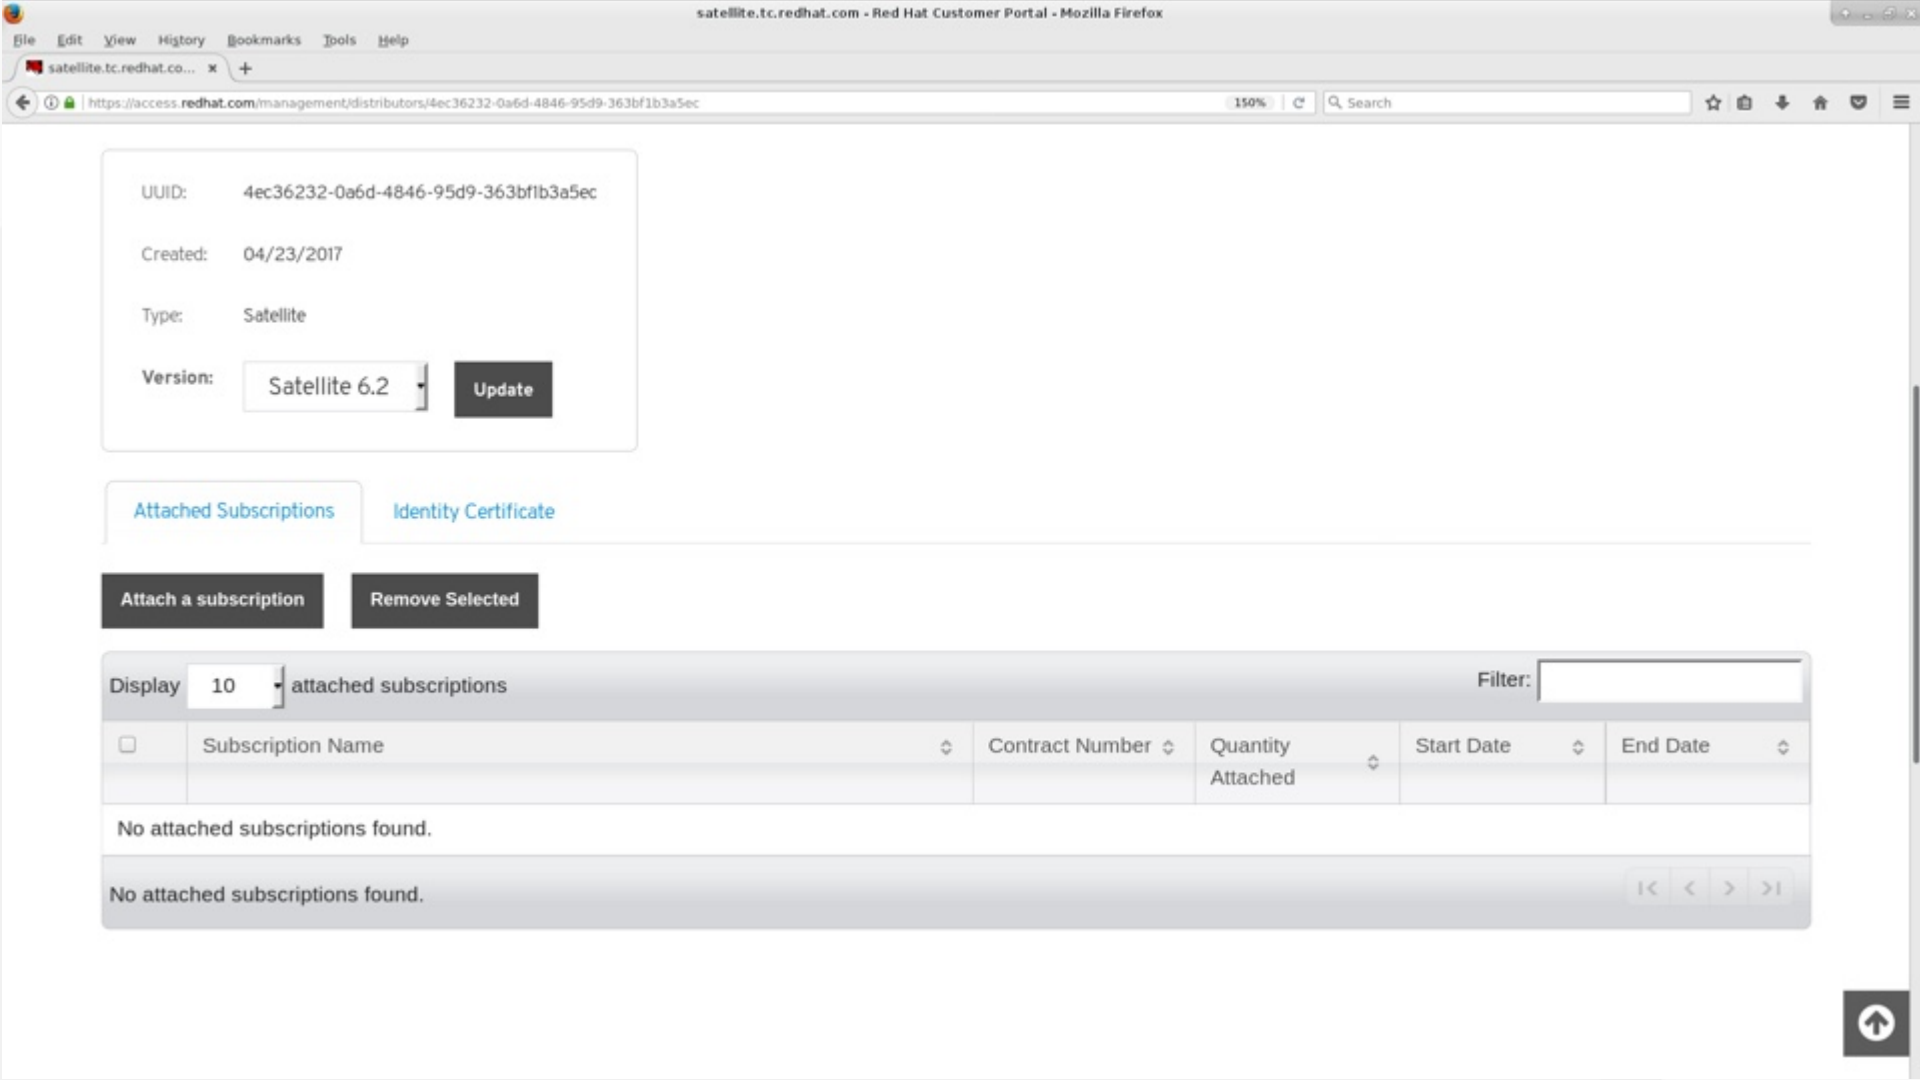 satellite.tc.redhat.com - Red Hat Customer Portal - Mozilla Firefox
File Edit View History Bookmarks Tools Help
satellite.tc.redhat.co...
https://access.redhat.com/management/distributors/4ec36232-0a6d-4846-95d9-363bf1b3a5ec 150% Search
UUID: 4ec36232-0a6d-4846-95d9-363bf1b3a5ec
Created: 04/23/2017
Type: Satellite
Version: Satellite 6.2 Update
Attached Subscriptions Identity Certificate
Attach a subscription Remove Selected
Display 10 attached subscriptions Filter:
Subscription Name Contract Number Quantity Attached Start Date End Date
No attached subscriptions found.
No attached subscriptions found.